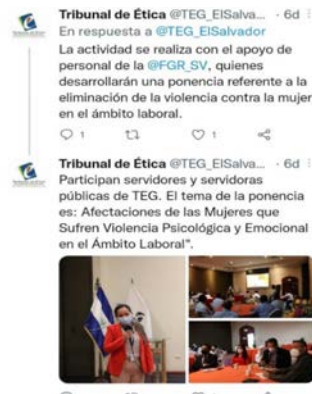 Tribunal de Ética @TEG_ElSalva... · 6d
En respuesta a @TEG_ElSalvador
La actividad se realiza con el apoyo de
personal de la @FGR_SV, quienes
desarrollarán una ponencia referente a la
eliminación de la violencia contra la mujer
en el ámbito laboral.
1 1
Tribunal de Ética @TEG_ElSalva... · 6d
Participan servidores y servidoras
públicas de TEG. El tema de la ponencia
es: Afectaciones de las Mujeres que
Sufren Violencia Psicológica y Emocional
en el Ámbito Laboral".